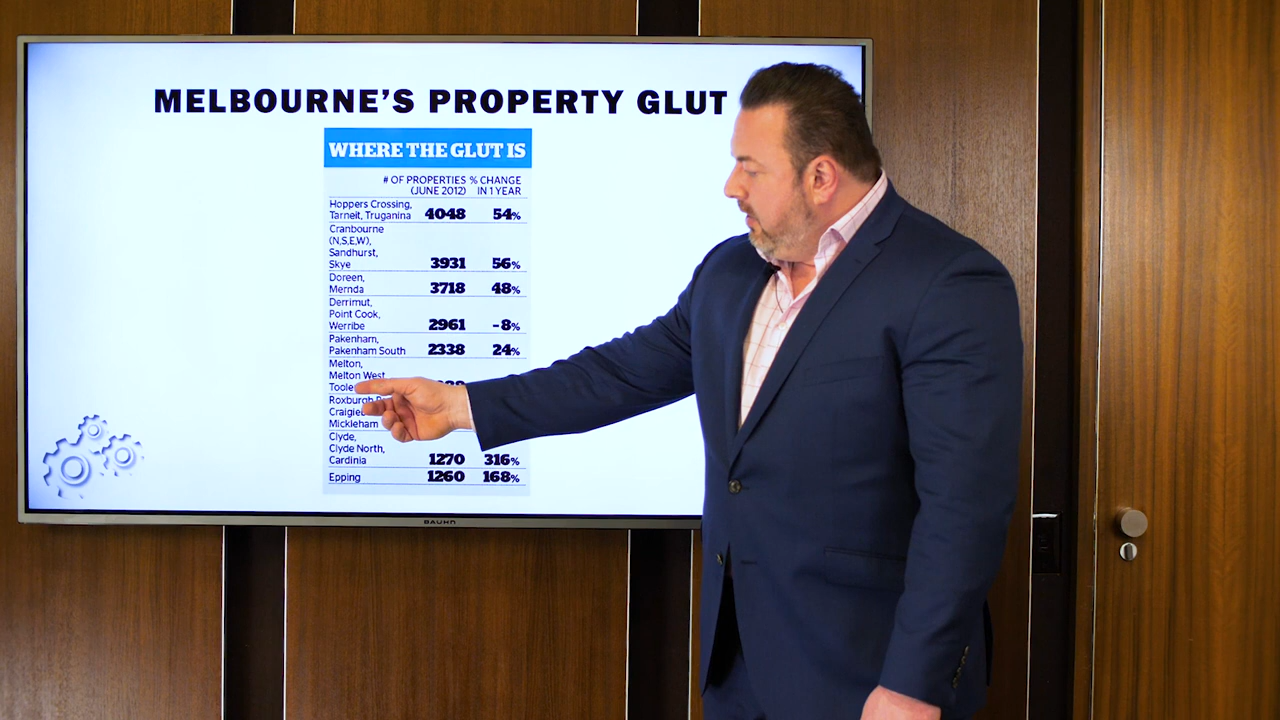 MELBOURNE'S PROPERTY GLUT
WHERE THE GLUT IS
# OF PROPERTIES % CHANGE
(JUNE 2012) IN 1 YEAR
Hoppers Crossing,
Tarneit, Truganina 4048 54%
Cranbourne
(N,S,E,W),
Sandhurst,
Skye 3931 56%
Doreen,
Mernda 3718 48%
Derrimut,
Point Cook,
Werribe 2961 -8%
Pakenham,
Pakenham South 2338 24%
Melton,
Melton West,
Roxburgh
Mickleham
Clyde,
Clyde North,
Cardinia 1270 316%
Epping 1260 168%
BAUHN